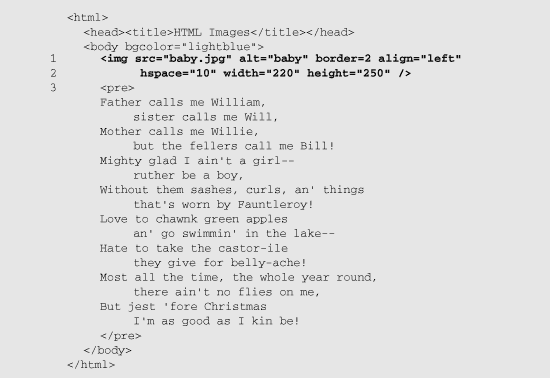 <html>
<head><title>HTML Images</title></head>
<body bgcolor="lightblue">
1 <img src="baby.jpg" alt="baby" border=2 align="left"
2 hspace="10" width="220" height="250" />
3 <pre>
Father calls me William,
sister calls me Will,
Mother calls me Willie,
but the fellers call me Bill!
Mighty glad I ain't a girl--
ruther be a boy,
Without them sashes, curls, an' things
that's worn by Fauntleroy!
Love to chawnk green apples
an' go swimmin' in the lake--
Hate to take the castor-ile
they give for belly-ache!
Most all the time, the whole year round,
there ain't no flies on me,
But jest 'fore Christmas
I'm as good as I kin be!
</pre>
</body>
</html>